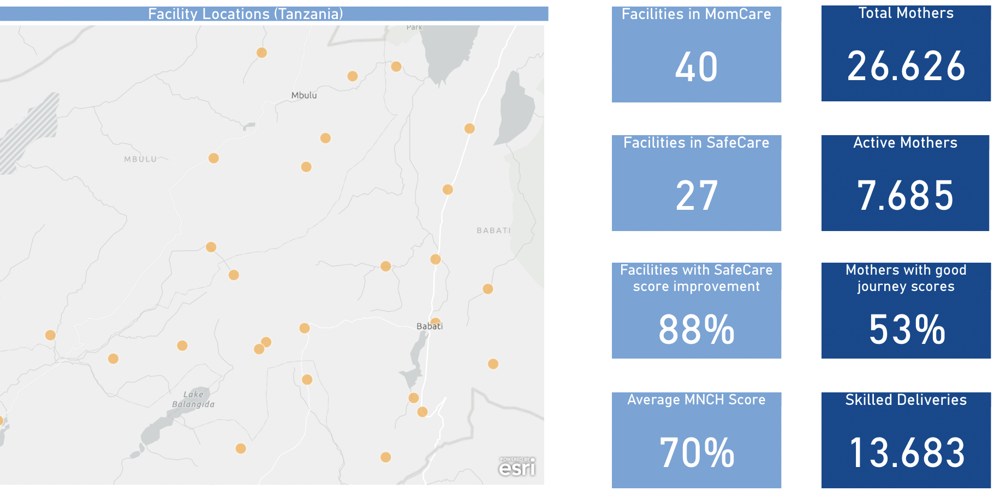 Facility Locations (Tanzania)
Park
Mbulu
MBULU
BABATI
Babati
Lake
Balangida
POWERED BY
esri
Facilities in MomCare
40
Total Mothers
26.626
Facilities in SafeCare
27
Active Mothers
7.685
Facilities with SafeCare
score improvement
88%
Mothers with good
journey scores
53%
Average MNCH Score
70%
Skilled Deliveries
13.683